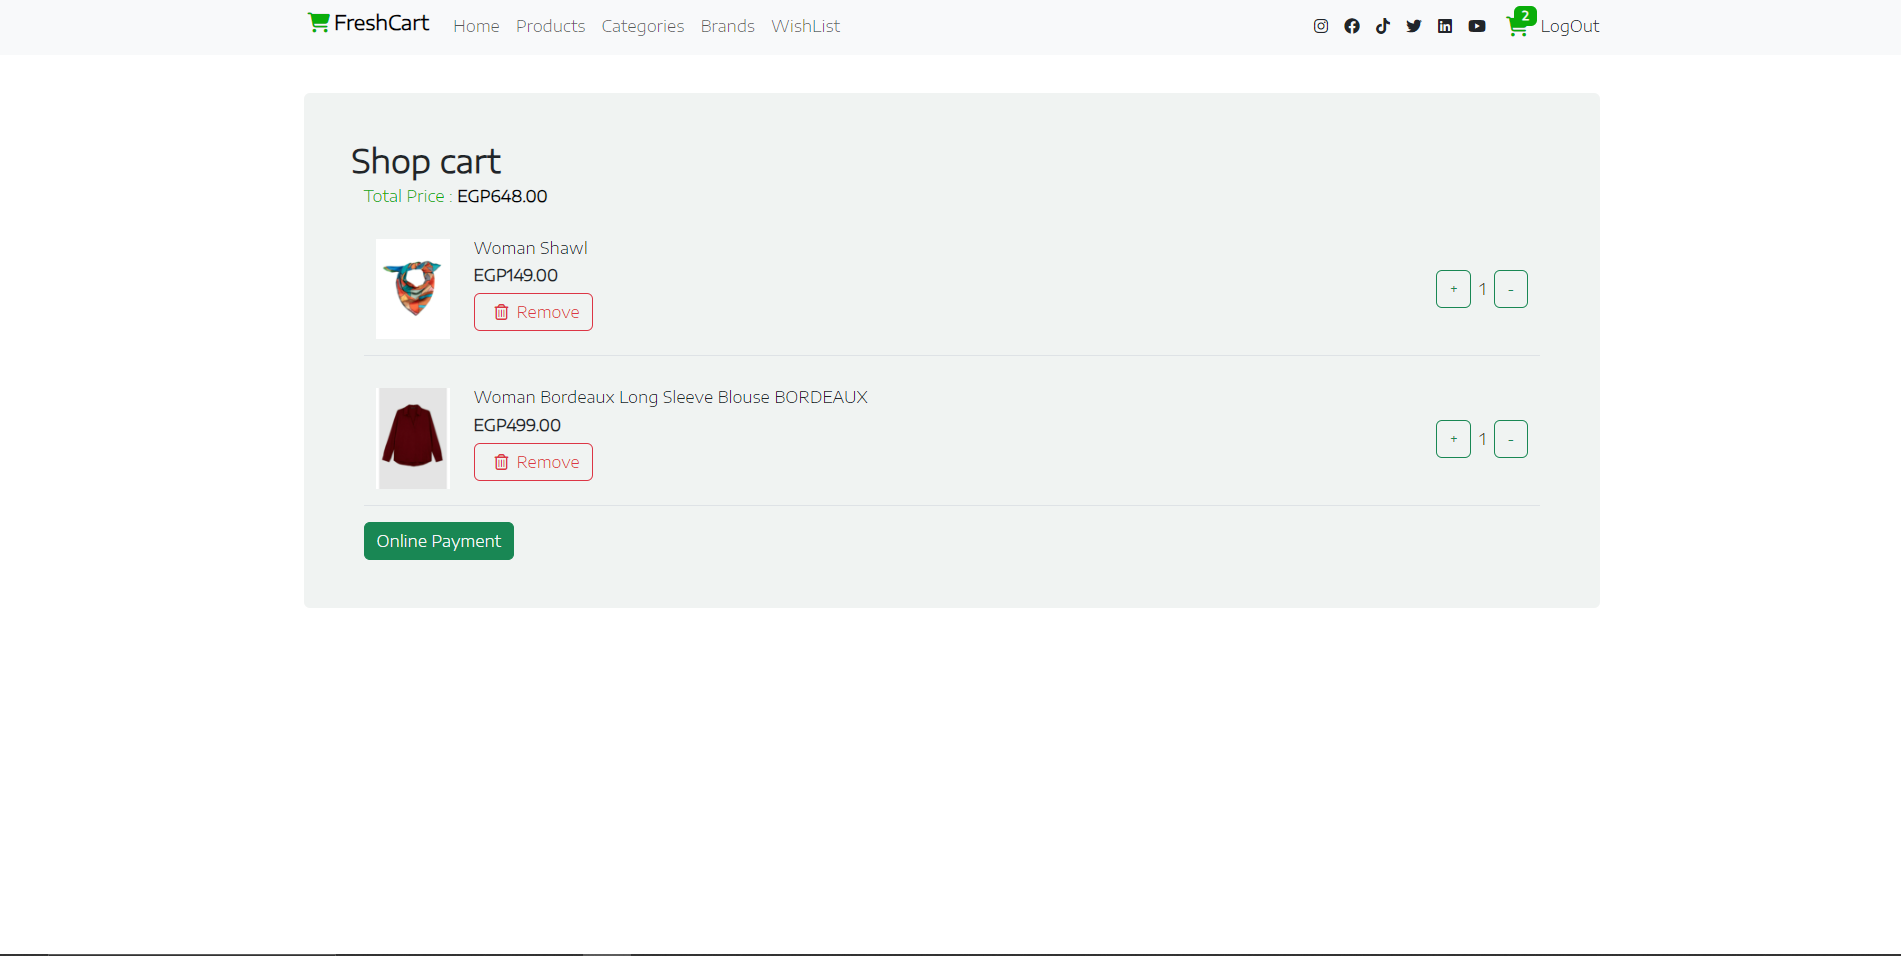 FreshCart Home Products Categories Brands WishList 2 LogOut
Shop cart
Total Price : EGP648.00
Woman Shawl
EGP149.00
Remove
+ 1 -
Woman Bordeaux Long Sleeve Blouse BORDEAUX
EGP499.00
Remove
+ 1 -
Online Payment